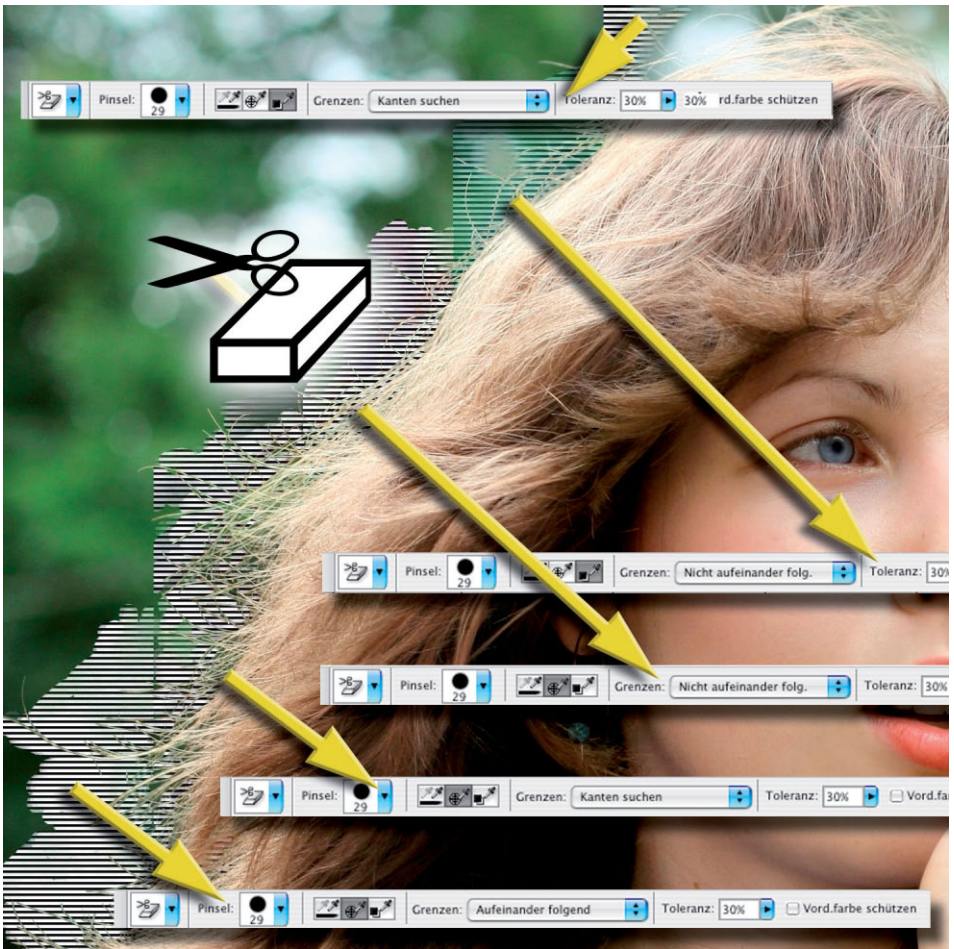 Pinsel: 29 Grenzen: Kanten suchen Toleranz: 30% 30% rd.farbe schützen
Pinsel: 29 Grenzen: Nicht aufeinander folg. Toleranz: 30%
Pinsel: 29 Grenzen: Nicht aufeinander folg. Toleranz: 30%
Pinsel: 29 Grenzen: Kanten suchen Toleranz: 30% Vord.fa
Pinsel: 29 Grenzen: Aufeinander folgend Toleranz: 30% Vord.farbe schützen